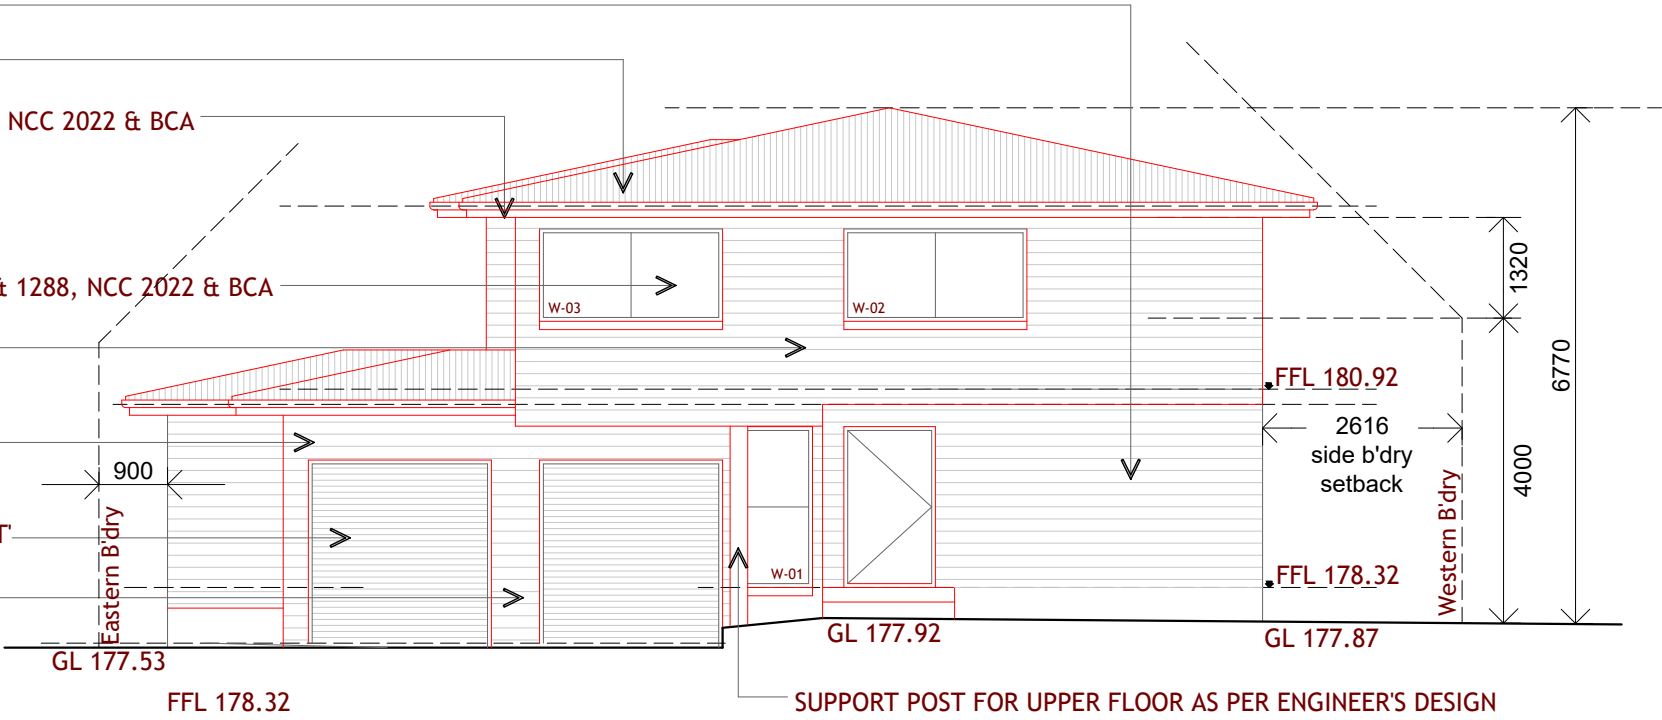 NCC 2022 & BCA
& 1288, NCC 2022 & BCA
W-03
W-02
1320
6770
FFL 180.92
2616
side b'dry
setback
4000
900
Eastern B'dry
T'
W-01
FFL 178.32
Western B'dry
GL 177.53
GL 177.92
GL 177.87
FFL 178.32
SUPPORT POST FOR UPPER FLOOR AS PER ENGINEER'S DESIGN